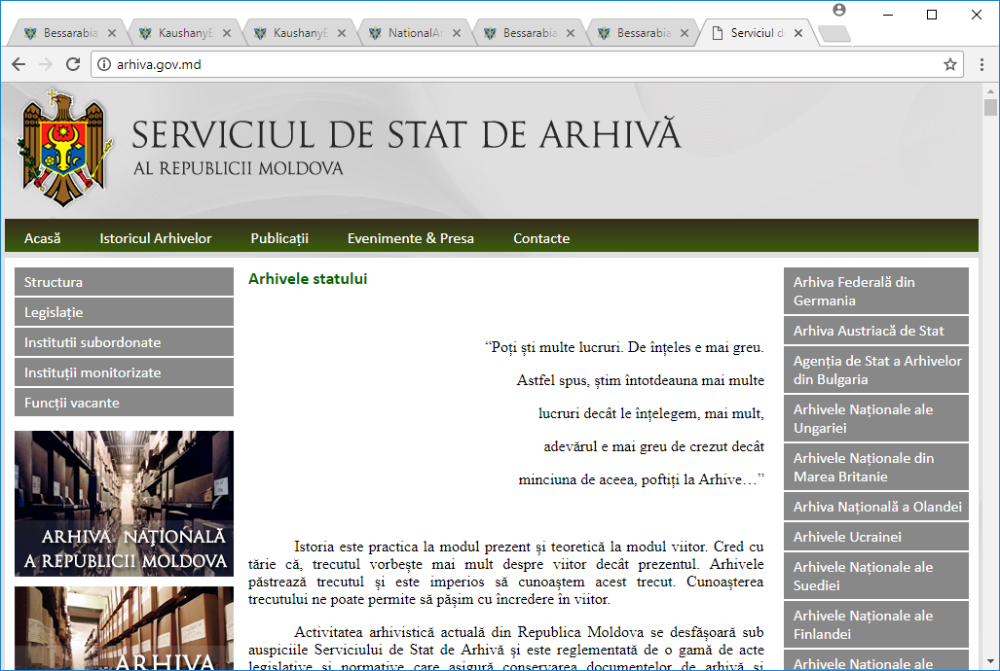 Bessarabia
KaushanyE
KaushanyE
NationalAr
Bessarabia
Bessarabia
Serviciul d
arhiva.gov.md
SERVICIUL DE STAT DE ARHIVĂ
AL REPUBLICII MOLDOVA
Acasă
Istoricul Arhivelor
Publicații
Evenimente & Presa
Contacte
Structura
Legislație
Institutii subordonate
Instituții monitorizate
Funcții vacante
ARHIVA NAŢIONALĂ
A REPUBLICII MOLDOVA
ARHIVA
Arhivele statului
“Poți ști multe lucruri. De înțeles e mai greu.
Astfel spus, știm întotdeauna mai multe
lucruri decât le înțelegem, mai mult,
adevărul e mai greu de crezut decât
minciuna de aceea, poftiți la Arhive…”
Istoria este practica la modul prezent şi teoretică la modul viitor. Cred cu
tărie că, trecutul vorbeşte mai mult despre viitor decât prezentul. Arhivele
păstrează trecutul și este imperios să cunoaștem acest trecut. Cunoaşterea
trecutului ne poate permite să pășim cu încredere în viitor.
Activitatea arhivistică actuală din Republica Moldova se desfășoară sub
auspiciile Serviciului de Stat de Arhivă și este reglementată de o gamă de acte
legislative și normative care asigură conservarea documentelor de arhivă și
Arhiva Federală din
Germania
Arhiva Austriacă de Stat
Agenția de Stat a Arhivelor
din Bulgaria
Arhivele Naționale ale
Ungariei
Arhivele Naționale din
Marea Britanie
Arhiva Națională a Olandei
Arhivele Ucrainei
Arhivele Naționale ale
Suediei
Arhivele Naționale ale
Finlandei
Arhivele Naționale ale